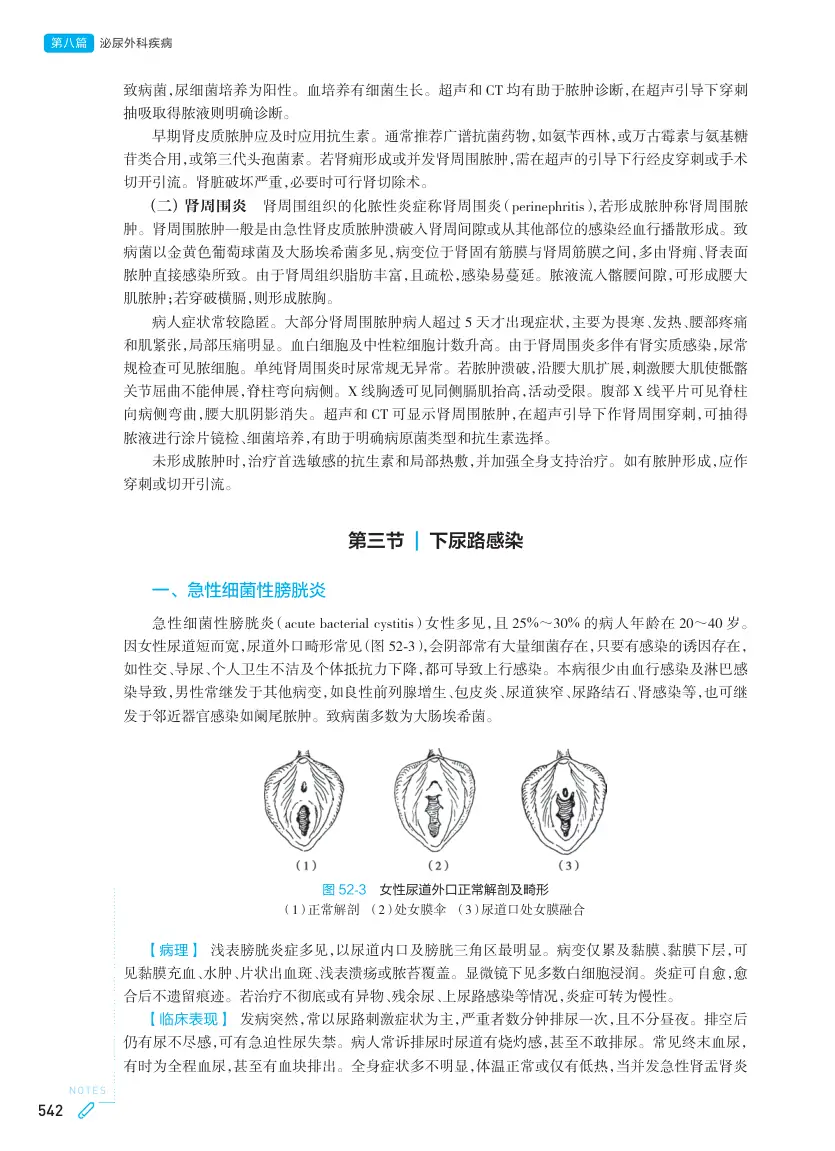 第八篇 泌尿外科疾病
致病菌,尿细菌培养为阳性。血培养有细菌生长。超声和 CT 均有助于脓肿诊断,在超声引导下穿刺
抽吸取得脓液则明确诊断。
早期肾皮质脓肿应及时应用抗生素。通常推荐广谱抗菌药物,如氨苄西林,或万古霉素与氨基糖
苷类合用,或第三代头孢菌素。若肾痈形成或并发肾周围脓肿,需在超声的引导下行经皮穿刺或手术
切开引流。肾脏破坏严重,必要时可行肾切除术。
(二) 肾周围炎 肾周围组织的化脓性炎症称肾周围炎(perinephritis),若形成脓肿称肾周围脓
肿。肾周围脓肿一般是由急性肾皮质脓肿溃破入肾周间隙或从其他部位的感染经血行播散形成。致
病菌以金黄色葡萄球菌及大肠埃希菌多见,病变位于肾固有筋膜与肾周筋膜之间,多由肾痈、肾表面
脓肿直接感染所致。由于肾周组织脂肪丰富,且疏松,感染易蔓延。脓液流入髂腰间隙,可形成腰大
肌脓肿;若穿破横膈,则形成脓胸。
病人症状常较隐匿。大部分肾周围脓肿病人超过 5 天才出现症状,主要为畏寒、发热、腰部疼痛
和肌紧张,局部压痛明显。血白细胞及中性粒细胞计数升高。由于肾周围炎多伴有肾实质感染,尿常
规检查可见脓细胞。单纯肾周围炎时尿常规无异常。若脓肿溃破,沿腰大肌扩展,刺激腰大肌使骶髂
关节屈曲不能伸展,脊柱弯向病侧。X 线胸透可见同侧膈肌抬高,活动受限。腹部 X 线平片可见脊柱
向病侧弯曲,腰大肌阴影消失。超声和 CT 可显示肾周围脓肿,在超声引导下作肾周围穿刺,可抽得
脓液进行涂片镜检、细菌培养,有助于明确病原菌类型和抗生素选择。
未形成脓肿时,治疗首选敏感的抗生素和局部热敷,并加强全身支持治疗。如有脓肿形成,应作
穿刺或切开引流。
第三节 | 下尿路感染
一、急性细菌性膀胱炎
急性细菌性膀胱炎(acute bacterial cystitis)女性多见,且 25%～30% 的病人年龄在 20～40 岁。
因女性尿道短而宽,尿道外口畸形常见(图 52-3),会阴部常有大量细菌存在,只要有感染的诱因存在,
如性交、导尿、个人卫生不洁及个体抵抗力下降,都可导致上行感染。本病很少由血行感染及淋巴感
染导致,男性常继发于其他病变,如良性前列腺增生、包皮炎、尿道狭窄、尿路结石、肾感染等,也可继
发于邻近器官感染如阑尾脓肿。致病菌多数为大肠埃希菌。
(1) (2) (3)
图 52-3 女性尿道外口正常解剖及畸形
(1)正常解剖 (2)处女膜伞 (3)尿道口处女膜融合
【病理】 浅表膀胱炎症多见,以尿道内口及膀胱三角区最明显。病变仅累及黏膜、黏膜下层,可
见黏膜充血、水肿、片状出血斑、浅表溃疡或脓苔覆盖。显微镜下见多数白细胞浸润。炎症可自愈,愈
合后不遗留痕迹。若治疗不彻底或有异物、残余尿、上尿路感染等情况,炎症可转为慢性。
【临床表现】 发病突然,常以尿路刺激症状为主,严重者数分钟排尿一次,且不分昼夜。排空后
仍有尿不尽感,可有急迫性尿失禁。病人常诉排尿时尿道有烧灼感,甚至不敢排尿。常见终末血尿,
有时为全程血尿,甚至有血块排出。全身症状多不明显,体温正常或仅有低热,当并发急性肾盂肾炎
NOTES
542